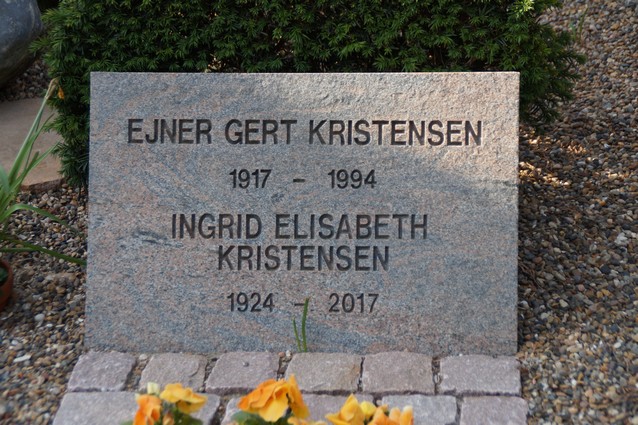 EJNER GERT KRISTENSEN
1917 – 1994
INGRID ELISABETH
KRISTENSEN
1924 – 2017